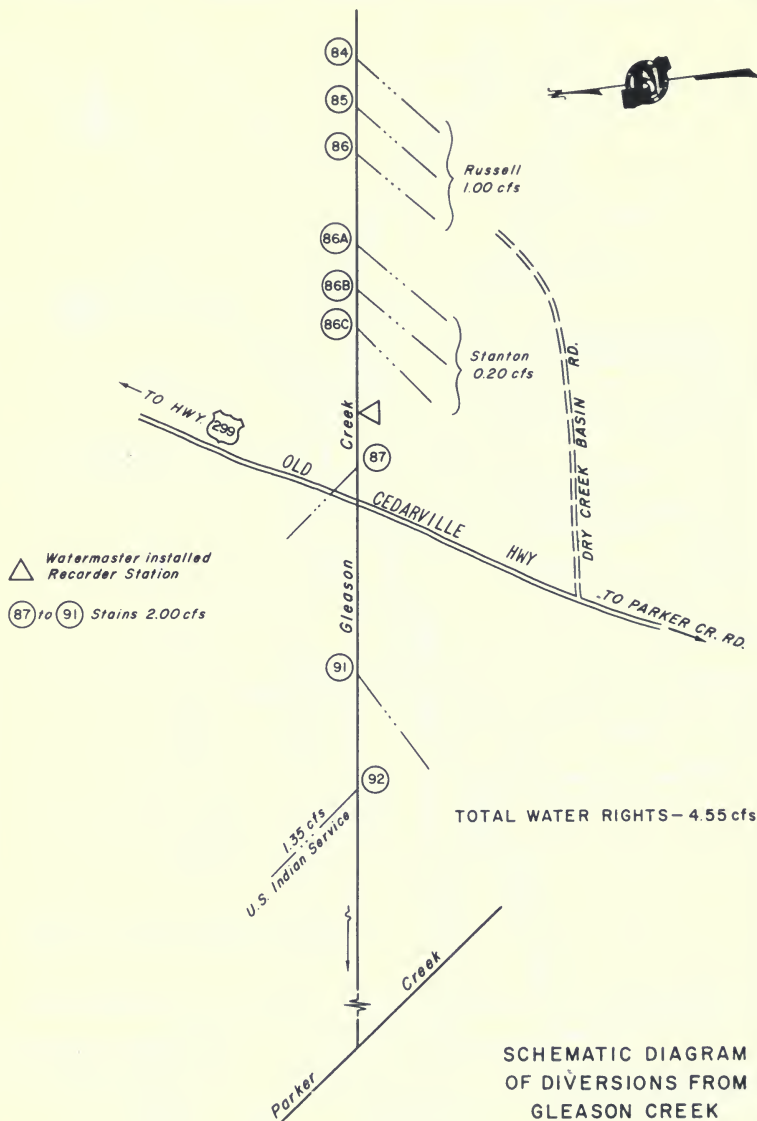 84
85
86
Russell
1.00 cfs
86A
86B
86C
Stanton
0.20 cfs
DRY CREEK BASIN RD.
TO HWY. 299
Creek
87
OLD CEDARVILLE HWY
TO PARKER CR. RD.
Watermaster installed
Recorder Station
87 to 91 Stains 2.00 cfs
Gleason
91
92
TOTAL WATER RIGHTS — 4.55 cfs
1.35 cfs
U.S. Indian Service
Parker Creek
SCHEMATIC DIAGRAM
OF DIVERSIONS FROM
GLEASON CREEK